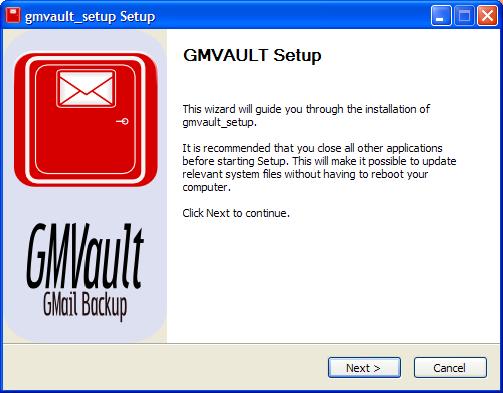 gmvault_setup Setup
GMVAULT Setup
This wizard will guide you through the installation of
gmvault_setup.
It is recommended that you close all other applications
before starting Setup. This will make it possible to update
relevant system files without having to reboot your
computer.
Click Next to continue.
GMVault
GMail Backup
Next >
Cancel